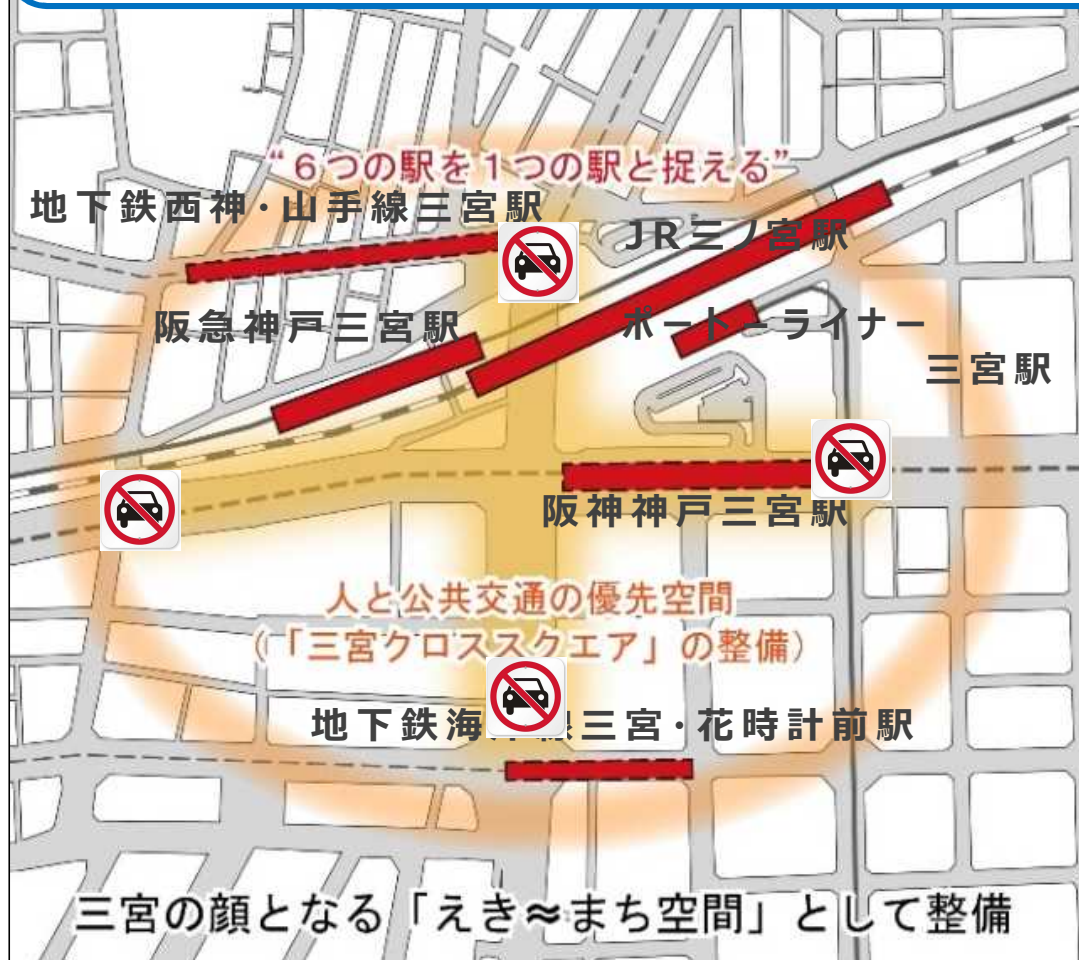 “６つの駅を１つの駅と捉える”
地下鉄西神・山手線三宮駅
JR三ノ宮駅
阪急神戸三宮駅
ポートーライナー
三宮駅
阪神神戸三宮駅
人と公共交通の優先空間
（「三宮クロススクエア」の整備）
地下鉄海 線三宮・花時計前駅
三宮の顔となる「えき≈まち空間」として整備